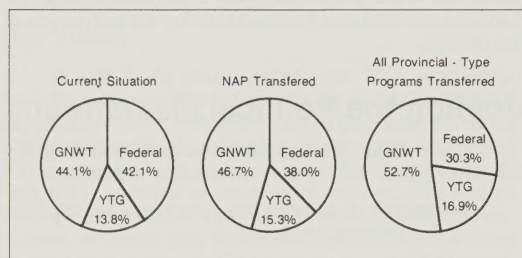 Current Situation
GNWT
44.1%
Federal
42.1%
YTG
13.8%
NAP Transfered
GNWT
46.7%
Federal
38.0%
YTG
15.3%
All Provincial - Type
Programs Transferred
GNWT
52.7%
Federal
30.3%
YTG
16.9%